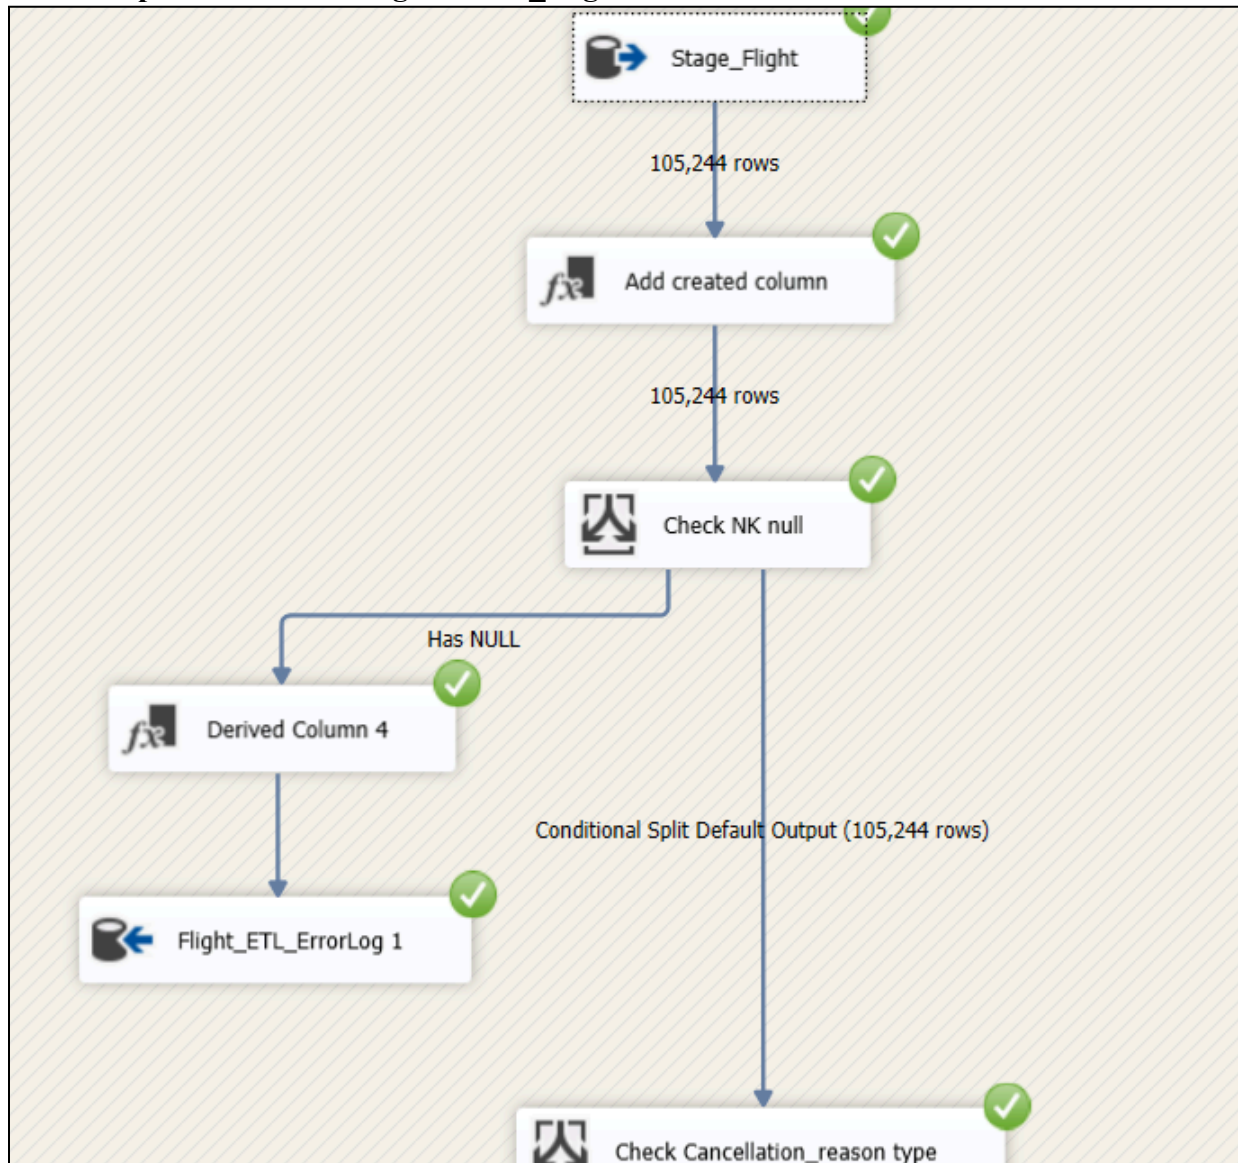 Stage_Flight
105,244 rows
Add created column
105,244 rows
Check NK null
Has NULL
Derived Column 4
Conditional Split Default Output (105,244 rows)
Flight_ETL_ErrorLog 1
Check Cancellation_reason type